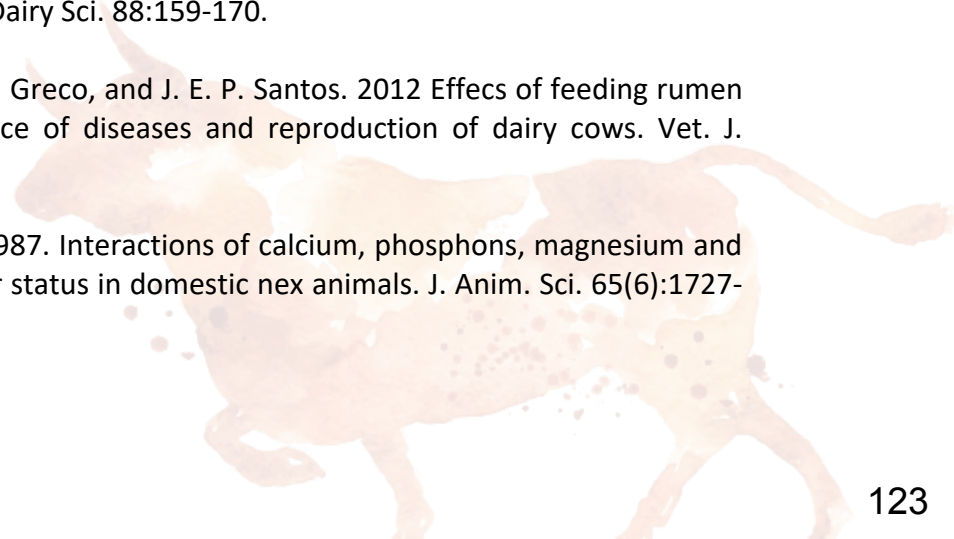 Dairy Sci. 88:159-170.
Greco, and J. E. P. Santos. 2012 Effecs of feeding rumen
ce of diseases and reproduction of dairy cows. Vet. J.
987. Interactions of calcium, phosphons, magnesium and
r status in domestic nex animals. J. Anim. Sci. 65(6):1727-
123